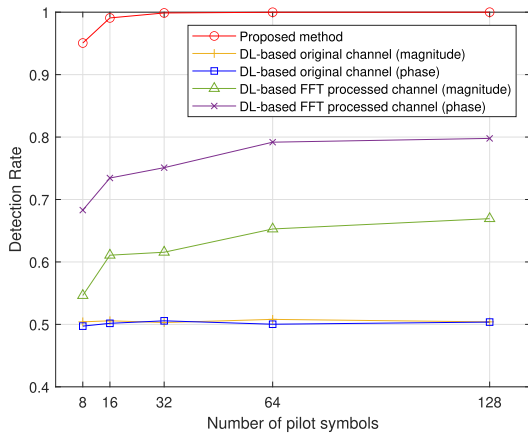 1
0.9
0.8
0.7
0.6
0.5
0.4
Detection Rate
Proposed method
DL-based original channel (magnitude)
DL-based original channel (phase)
DL-based FFT processed channel (magnitude)
DL-based FFT processed channel (phase)
8 16 32 64 128
Number of pilot symbols